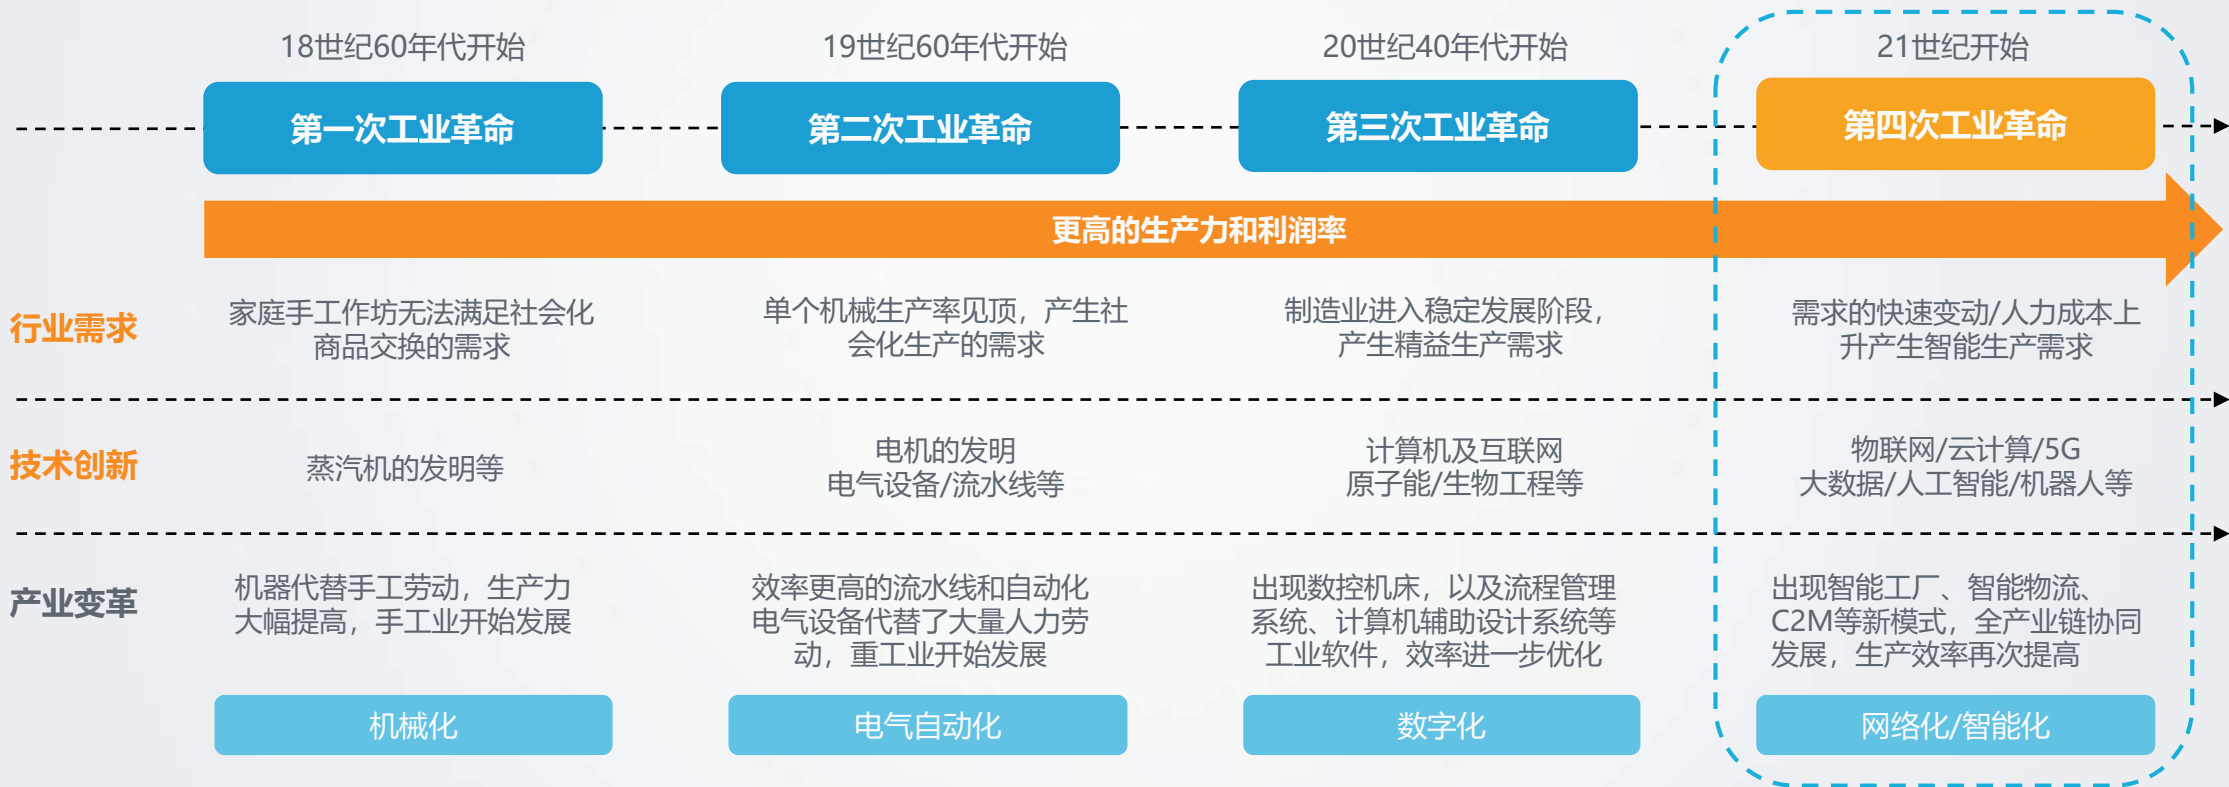 18世纪60年代开始
19世纪60年代开始
20世纪40年代开始
21世纪开始
第一次工业革命
第二次工业革命
第三次工业革命
第四次工业革命
更高的生产力和利润率
行业需求
家庭手工作坊无法满足社会化
商品交换的需求
单个机械生产率见顶，产生社
会化生产的需求
制造业进入稳定发展阶段，
产生精益生产需求
需求的快速变动/人力成本上
升产生智能生产需求
技术创新
蒸汽机的发明等
电机的发明
电气设备/流水线等
计算机及互联网
原子能/生物工程等
物联网/云计算/5G
大数据/人工智能/机器人等
产业变革
机器代替手工劳动，生产力
大幅提高，手工业开始发展
效率更高的流水线和自动化
电气设备代替了大量人力劳
动，重工业开始发展
出现数控机床，以及流程管理
系统、计算机辅助设计系统等
工业软件，效率进一步优化
出现智能工厂、智能物流、
C2M等新模式，全产业链协同
发展，生产效率再次提高
机械化
电气自动化
数字化
网络化/智能化